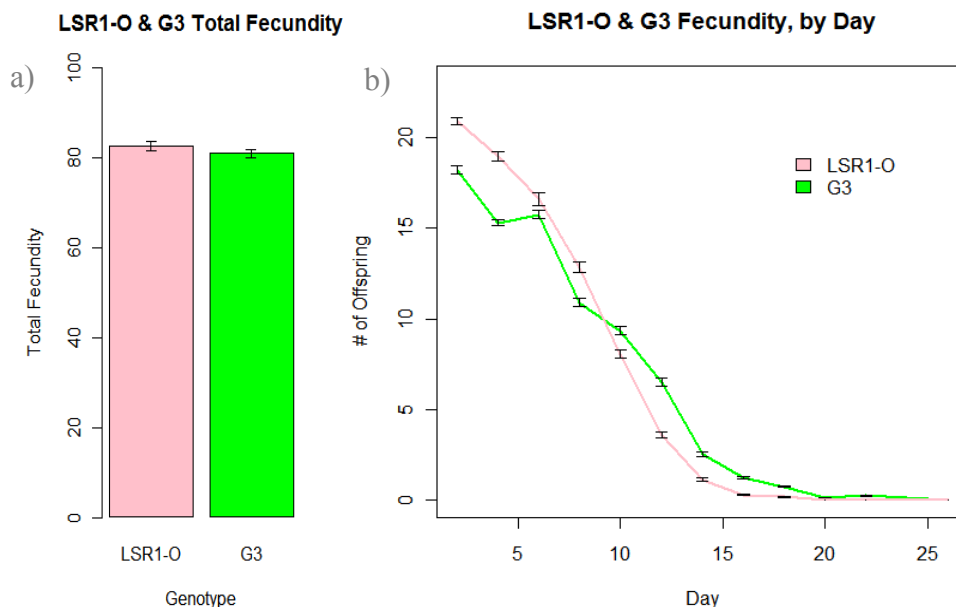 LSR1-O & G3 Total Fecundity
a)
Total Fecundity
100
80
60
40
20
0
LSR1-O
G3
Genotype
LSR1-O & G3 Fecundity, by Day
b)
# of Offspring
20
15
10
5
0
LSR1-O
G3
5
10
15
20
25
Day